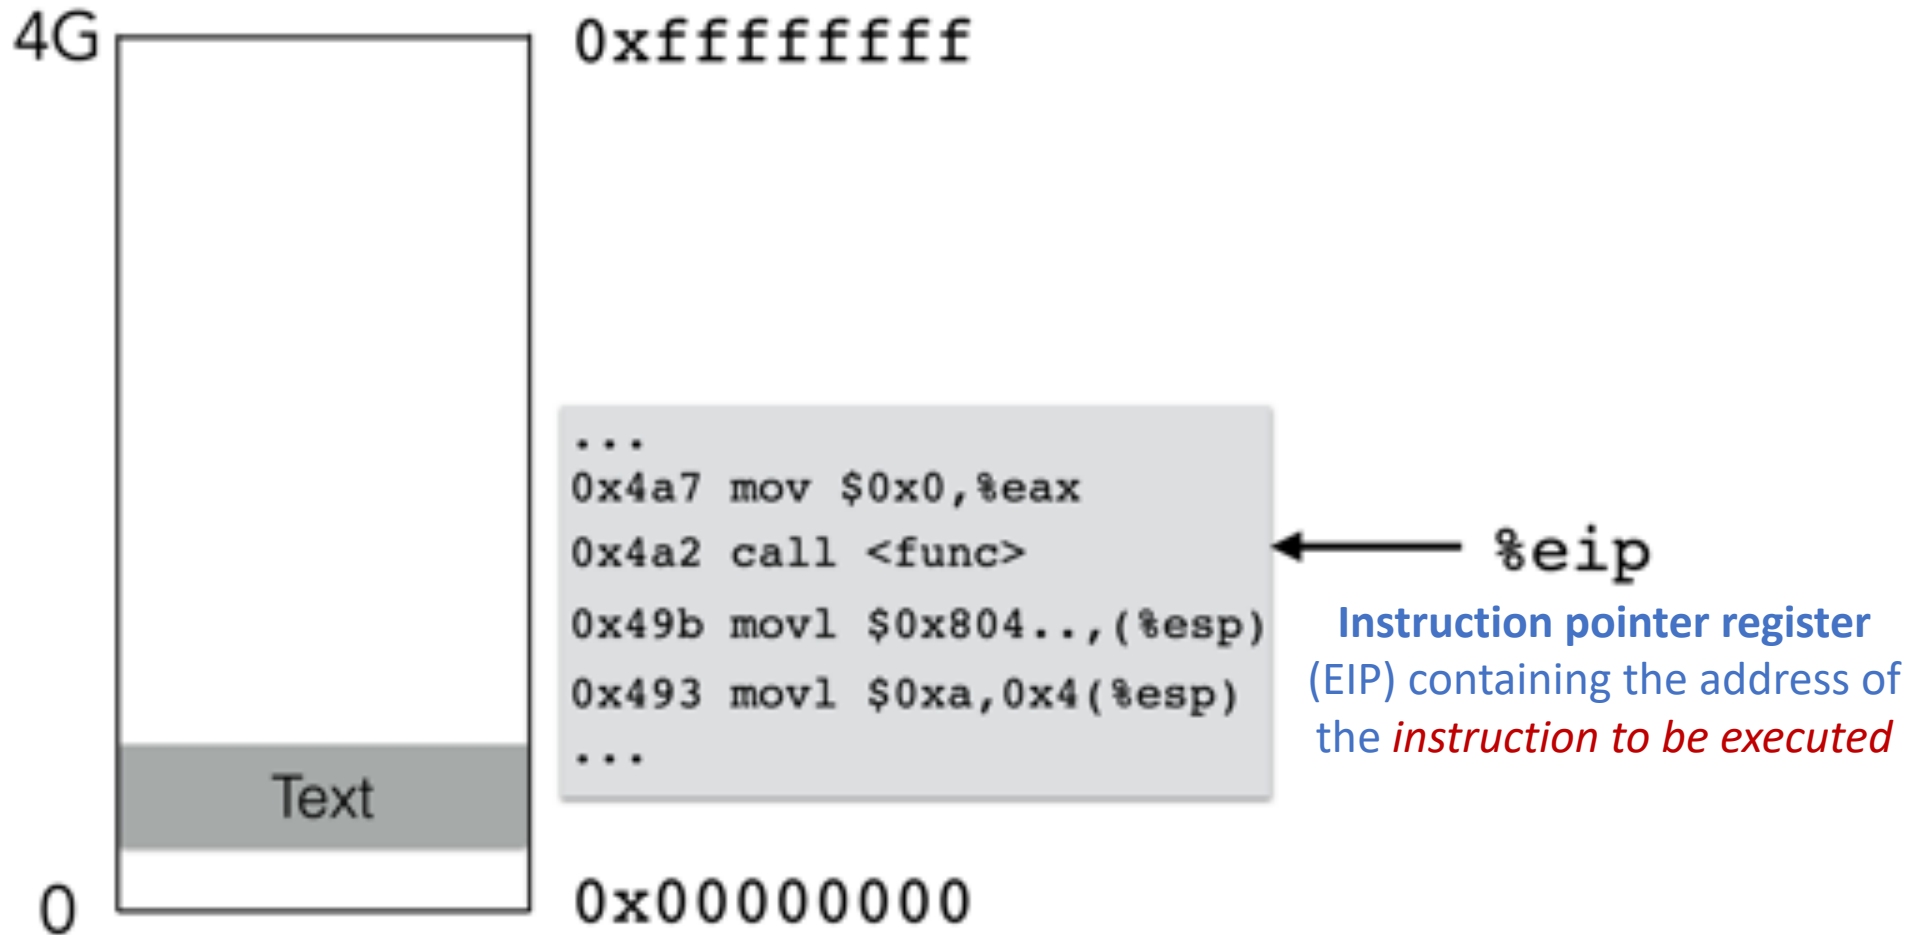 4G
0xffffffff
...
0x4a7 mov $0x0,%eax
0x4a2 call <func>
0x49b movl $0x804..,(%esp)
0x493 movl $0xa,0x4(%esp)
...
%eip
Instruction pointer register
(EIP) containing the address of
the instruction to be executed
Text
0
0x00000000